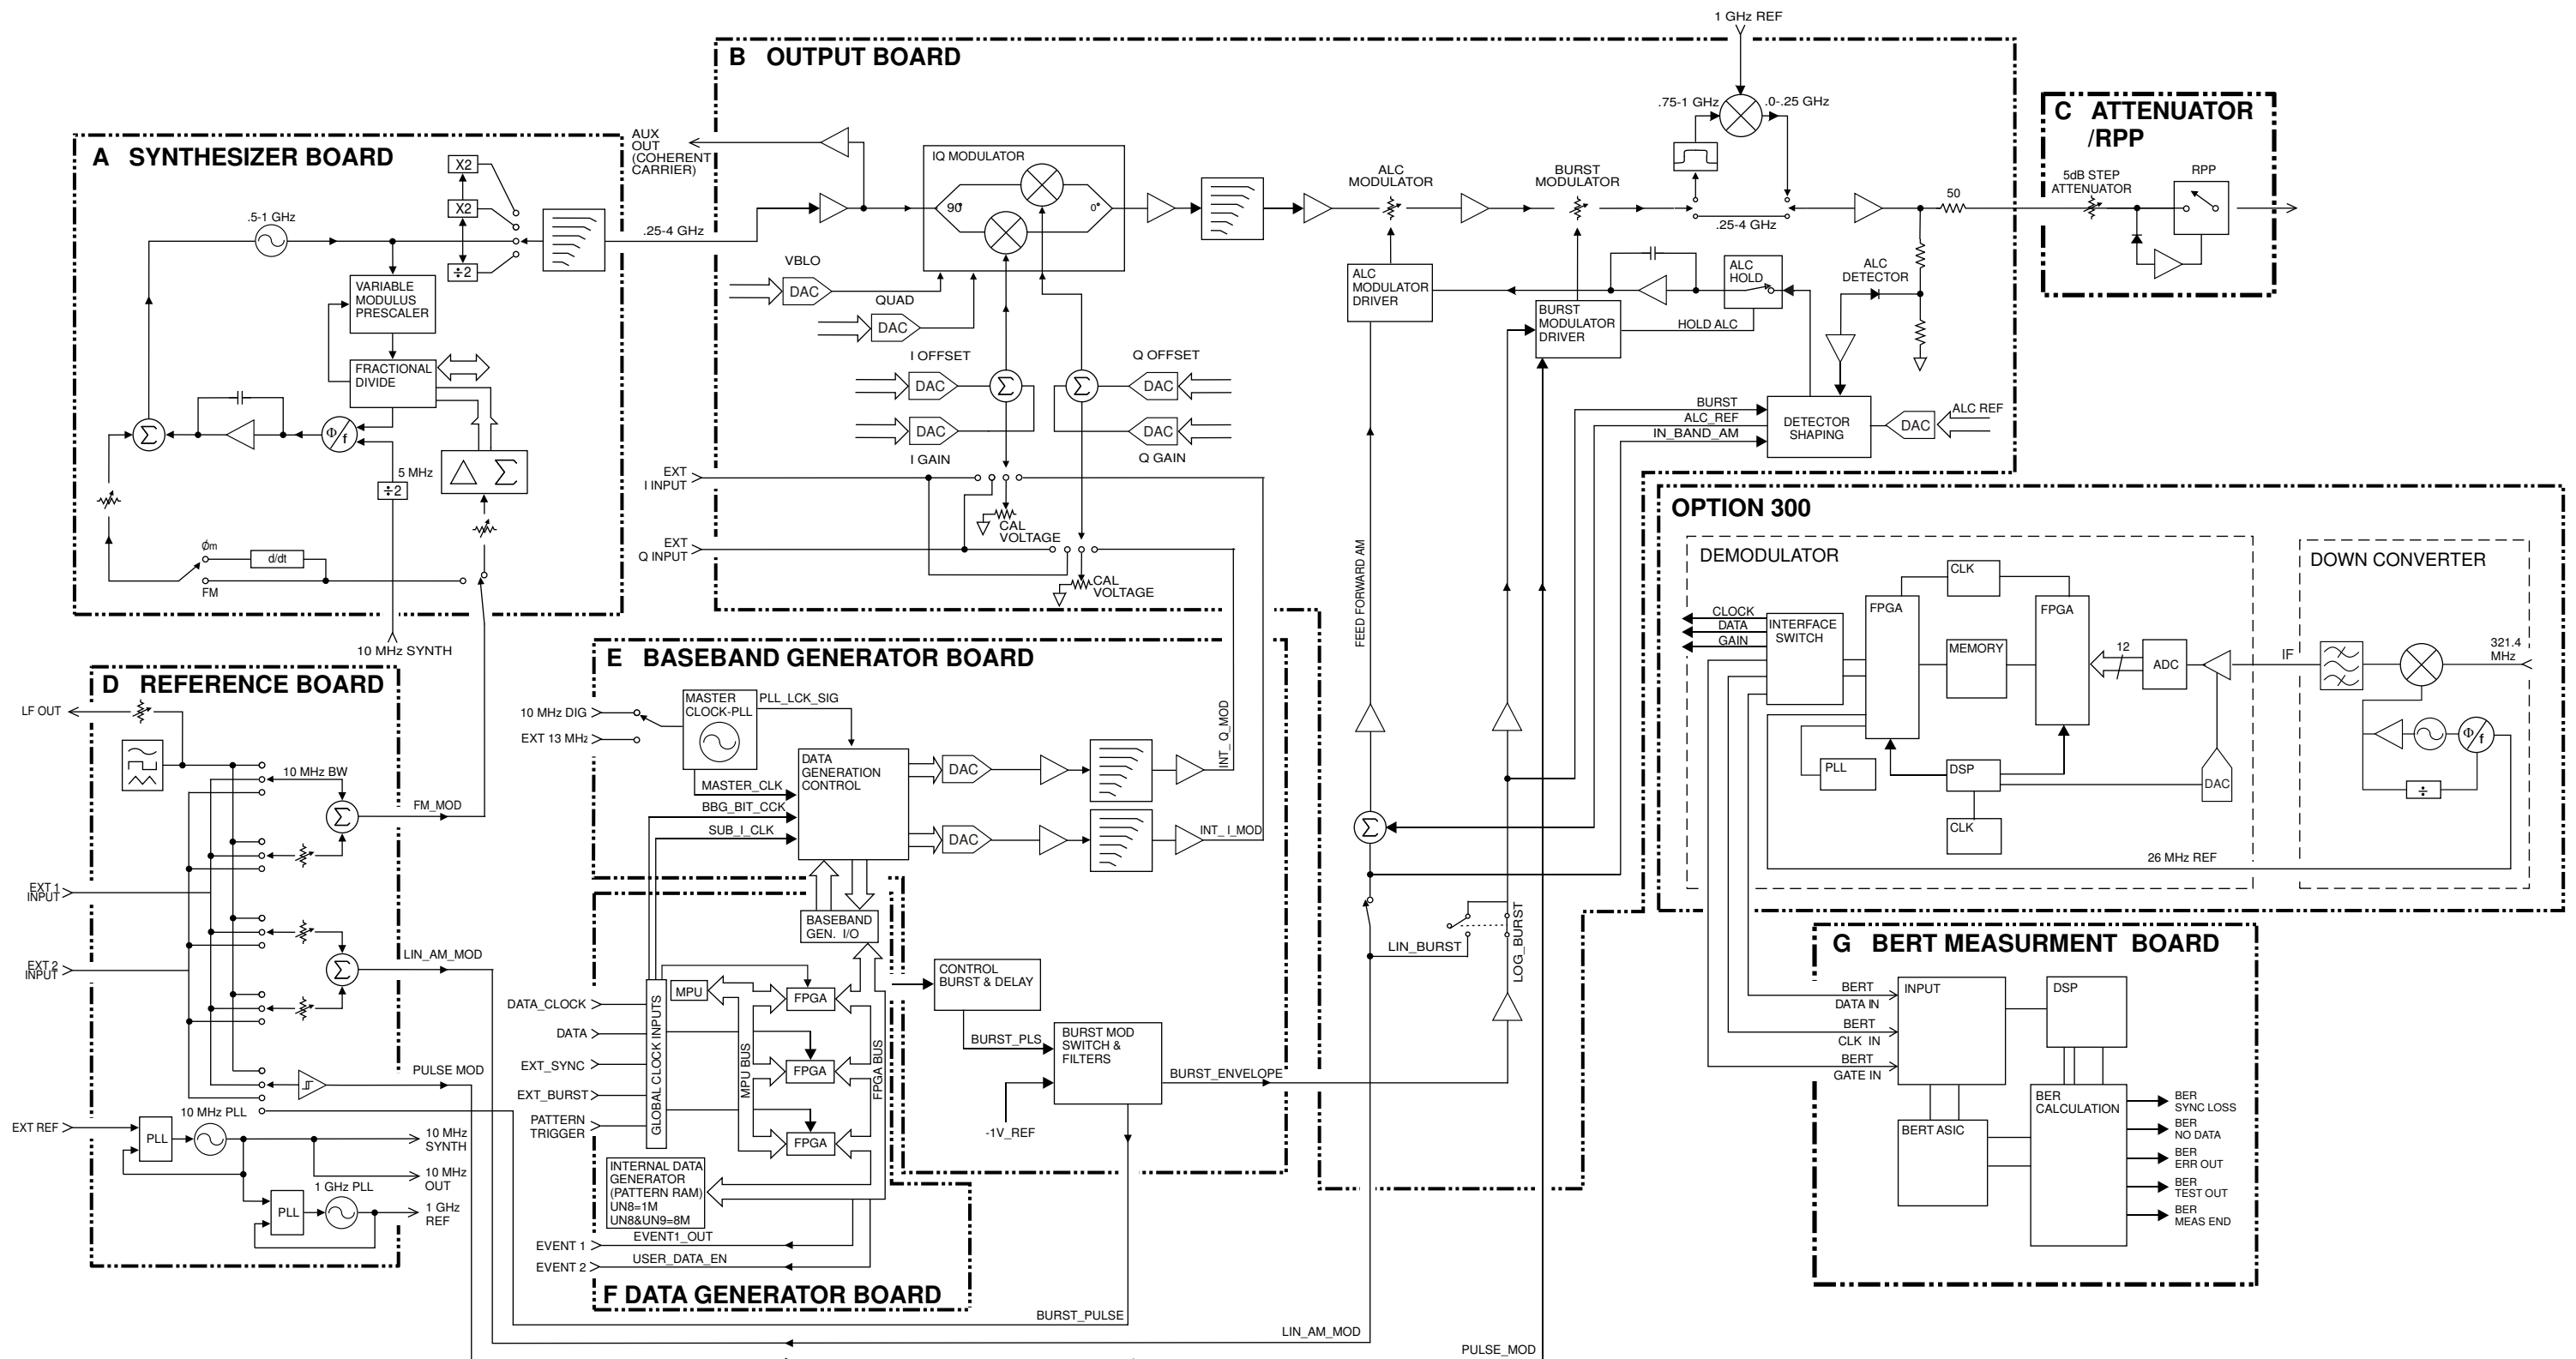 1 GHz REF
B OUTPUT BOARD
.75-1 GHz
.0-.25 GHz
C ATTENUATOR
/RPP
A SYNTHESIZER BOARD
AUX
OUT
(COHERENT
CARRIER)
IQ MODULATOR
90°
0°
ALC
MODULATOR
BURST
MODULATOR
.25-4 GHz
50
5dB STEP
ATTENUATOR
RPP
X2
X2
÷2
.5-1 GHz
.25-4 GHz
VARIABLE
MODULUS
PRESCALER
FRACTIONAL
DIVIDE
VBLO
DAC
QUAD
DAC
ALC
MODULATOR
DRIVER
BURST
MODULATOR
DRIVER
ALC
HOLD
HOLD ALC
ALC
DETECTOR
I OFFSET
DAC
Σ
Σ
Q OFFSET
DAC
DAC
I GAIN
DAC
Q GAIN
BURST
ALC_REF
IN_BAND_AM
DETECTOR
SHAPING
DAC
ALC REF
Σ
Φ/f
5 MHz
÷2
Δ Σ
Øm
d/dt
FM
10 MHz SYNTH
EXT
I INPUT
CAL
VOLTAGE
EXT
Q INPUT
CAL
VOLTAGE
FEED FORWARD AM
OPTION 300
DEMODULATOR
CLK
FPGA
FPGA
CLOCK
DATA
GAIN
INTERFACE
SWITCH
MEMORY
12
ADC
PLL
DSP
CLK
DAC
26 MHz REF
IF
DOWN CONVERTER
321.4
MHz
Φ/f
÷
D REFERENCE BOARD
LF OUT
10 MHz BW
Σ
FM_MOD
EXT 1
INPUT
EXT 2
INPUT
Σ
LIN_AM_MOD
PULSE MOD
EXT REF
10 MHz PLL
PLL
10 MHz
SYNTH
10 MHz
OUT
1 GHz PLL
PLL
1 GHz
REF
E BASEBAND GENERATOR BOARD
10 MHz DIG
EXT 13 MHz
MASTER
CLOCK-PLL
PLL_LCK_SIG
MASTER_CLK
BBG_BIT_CCK
SUB_I_CLK
DATA
GENERATION
CONTROL
DAC
DAC
INT_ Q_MOD
INT_ I_MOD
BASEBAND
GEN. I/O
DATA_CLOCK
DATA
EXT_SYNC
EXT_BURST
PATTERN
TRIGGER
GLOBAL CLOCK INPUTS
MPU
MPU BUS
FPGA
FPGA
FPGA
FPGA BUS
INTERNAL DATA
GENERATOR
(PATTERN RAM)
UN8=1M
UN8&UN9=8M
EVENT 1
EVENT1_OUT
EVENT 2
USER_DATA_EN
F DATA GENERATOR BOARD
CONTROL
BURST & DELAY
BURST_PLS
BURST MOD
SWITCH &
FILTERS
-1V_REF
BURST_ENVELOPE
BURST_PULSE
Σ
LIN_BURST
LOG_BURST
LIN_AM_MOD
PULSE_MOD
G BERT MEASURMENT BOARD
BERT
DATA IN
BERT
CLK IN
BERT
GATE IN
INPUT
DSP
BERT ASIC
BER
CALCULATION
BER
SYNC LOSS
BER
NO DATA
BER
ERR OUT
BER
TEST OUT
BER
MEAS END